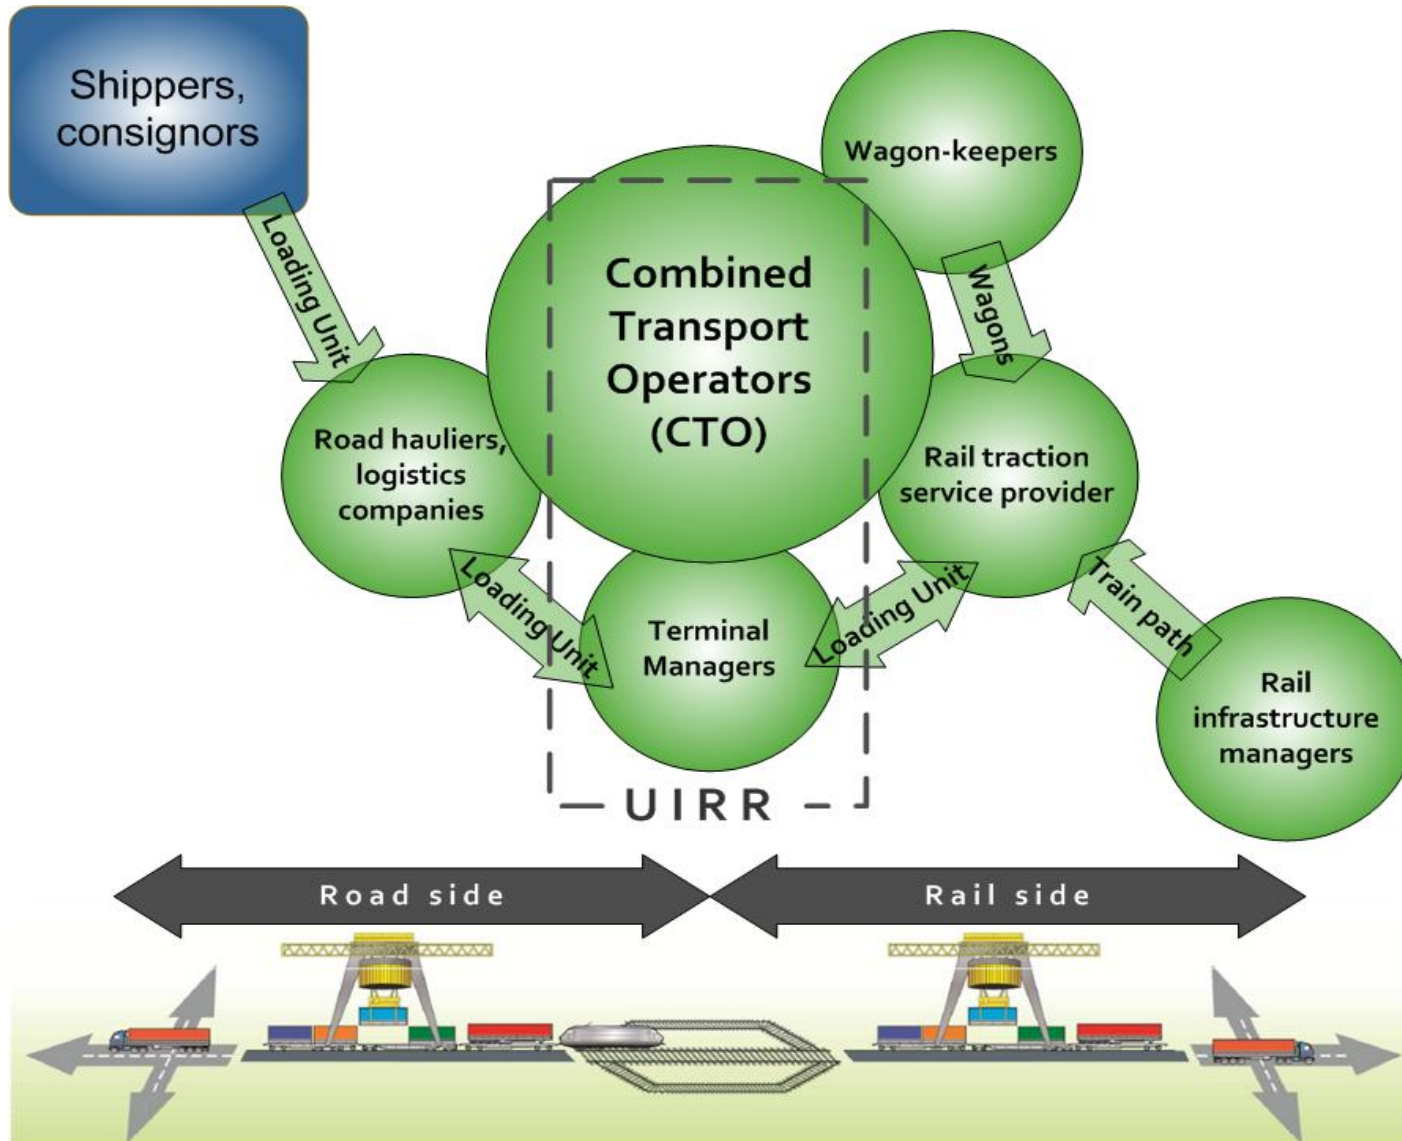 Shippers,
consignors
Loading Unit
Wagon-keepers
Wagons
Combined
Transport
Operators
(CTO)
Road hauliers,
logistics
companies
Rail traction
service provider
Loading Unit
Terminal
Managers
Loading Unit
Train path
Rail
infrastructure
managers
UIRR
Road side
Rail side